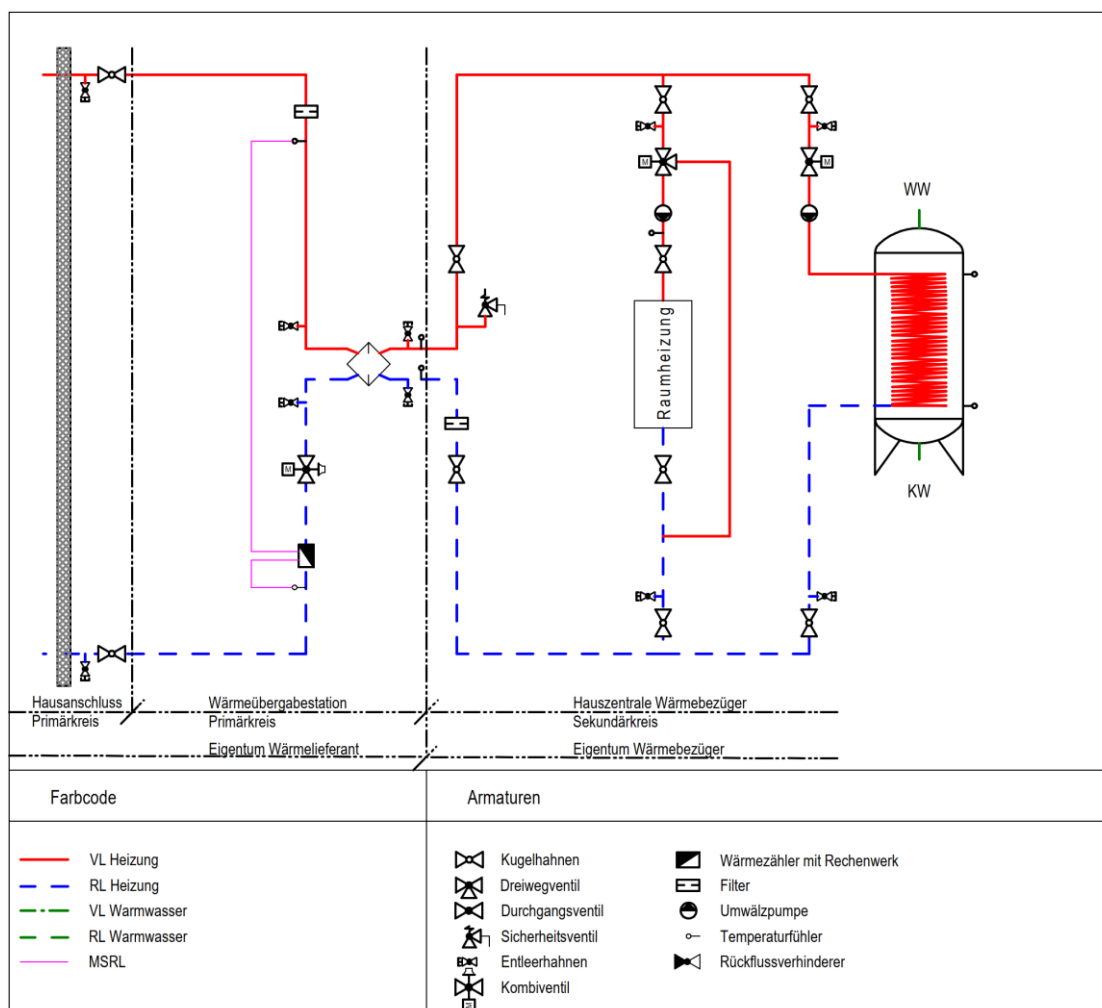 M
M
WW
Raumheizung
M
KW
Hausanschluss
Primärkreis
Wärmeübergabestation
Primärkreis
Hauszentrale Wärmebezüger
Sekundärkreis
Eigentum Wärmelieferant
Eigentum Wärmebezüger
Farbcode
Armaturen
VL Heizung
RL Heizung
VL Warmwasser
RL Warmwasser
MSRL
Kugelhahnen
Dreiwegventil
Durchgangsventil
Sicherheitsventil
Entleerhahnen
Kombiventil
M
Wärmezähler mit Rechenwerk
Filter
Umwälzpumpe
Temperaturfühler
Rückflussverhinderer